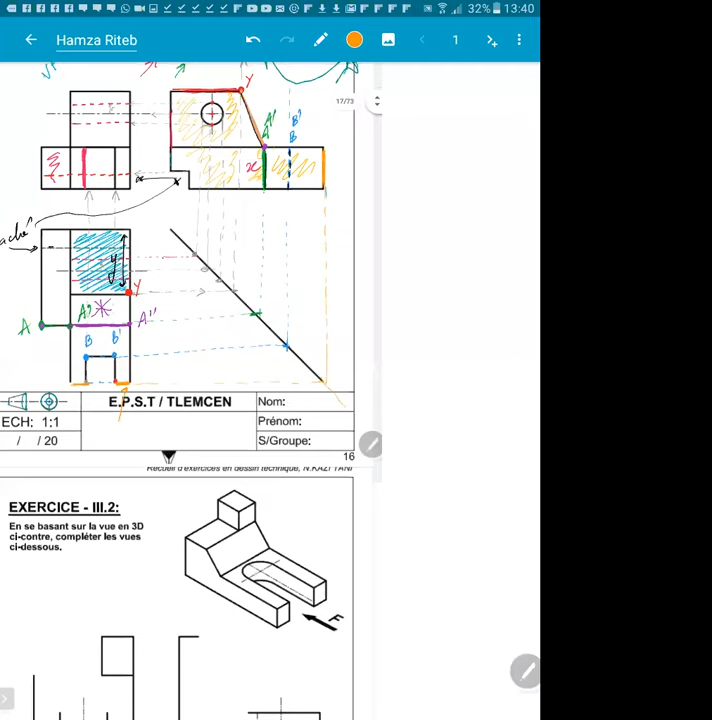 32% 13:40
Hamza Riteb
1
17/73
Y
A'
A
B'
B
x
aché
y
Y
A
A'
A''
B
B'
E.P.S.T / TLEMCEN
Nom:
ECH: 1:1
Prénom:
/ / 20
S/Groupe:
16
Recueil d'exercices en dessin technique, N.KAZI TANI
EXERCICE - III.2:
En se basant sur la vue en 3D
ci-contre, compléter les vues
ci-dessous.
F